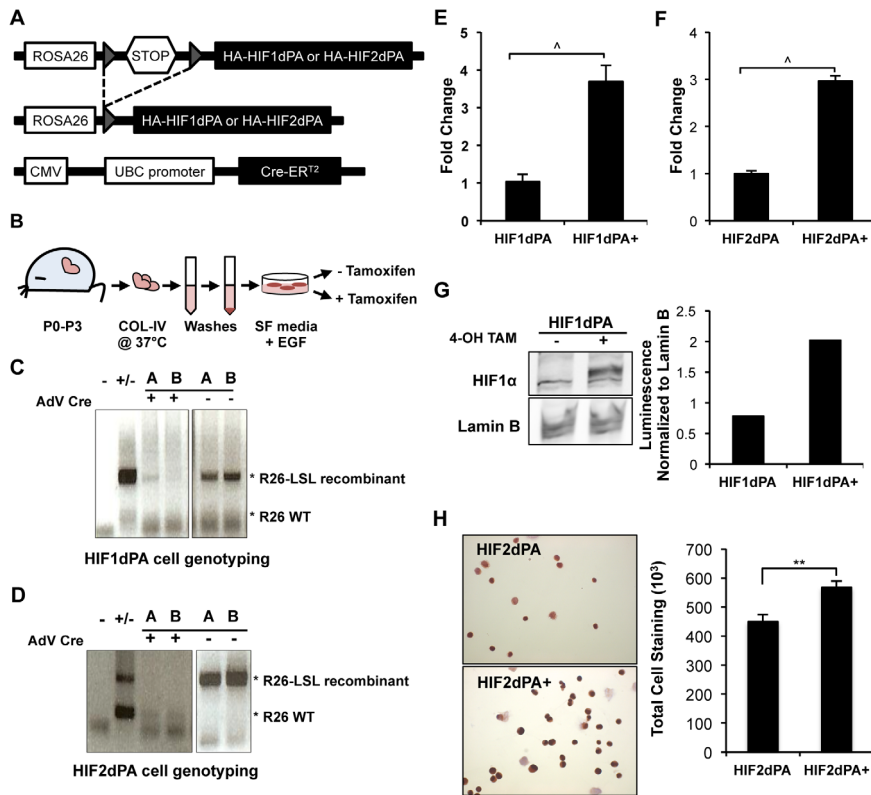 A
ROSA26
STOP
HA-HIF1dPA or HA-HIF2dPA
ROSA26
HA-HIF1dPA or HA-HIF2dPA
CMV
UBC promoter
Cre-ERT2
B
- Tamoxifen
+ Tamoxifen
P0-P3
COL-IV
@ 37°C
Washes
SF media
+ EGF
C
- +/- A B A B
AdV Cre + + - -
* R26-LSL recombinant
* R26 WT
HIF1dPA cell genotyping
D
- +/- A B A B
AdV Cre + + - -
* R26-LSL recombinant
* R26 WT
HIF2dPA cell genotyping
E
Fold Change
5
4
3
2
1
0
^
HIF1dPA HIF1dPA+
F
Fold Change
4
3
2
1
0
^
HIF2dPA HIF2dPA+
G
HIF1dPA
4-OH TAM - +
HIF1α
Lamin B
Luminescence
Normalized to Lamin B
2.5
2
1.5
1
0.5
0
HIF1dPA HIF1dPA+
H
HIF2dPA
HIF2dPA+
Total Cell Staining (10³)
700
600
500
400
300
200
100
0
**
HIF2dPA HIF2dPA+